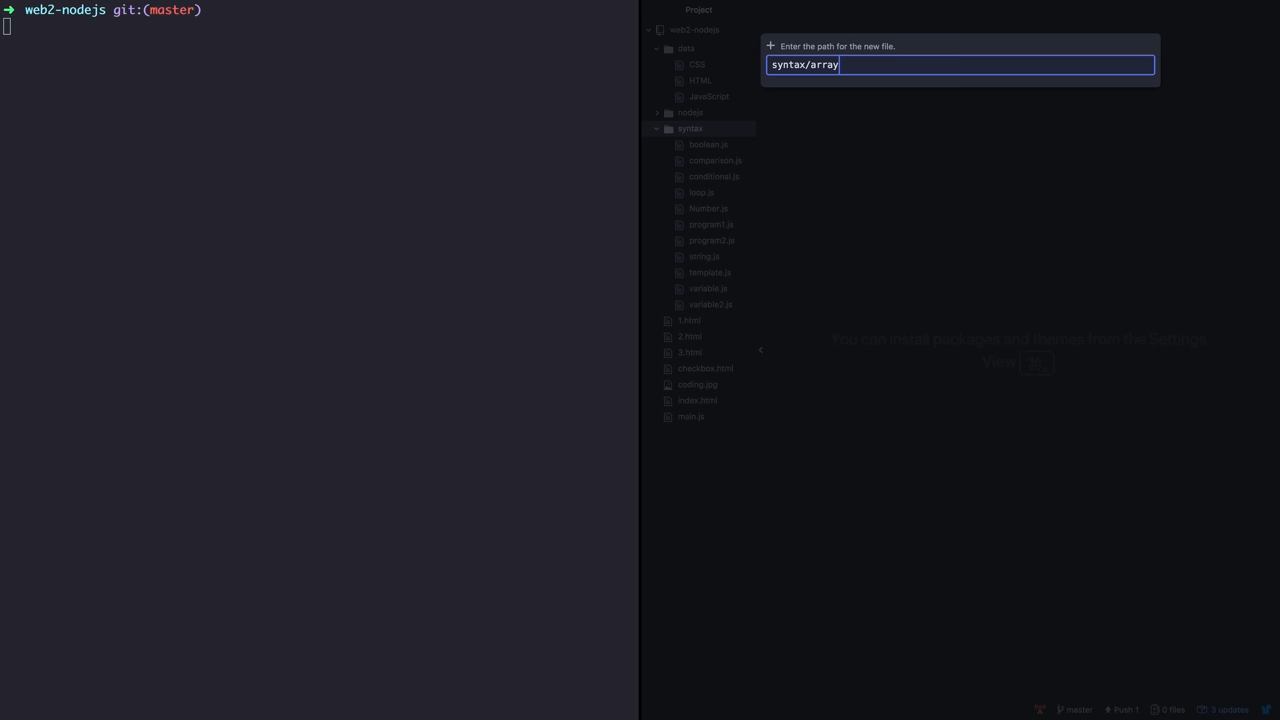 ➜ web2-nodejs git:(master)
Project
web2-nodejs
data
CSS
HTML
JavaScript
nodejs
syntax
boolean.js
comparison.js
conditional.js
loop.js
Number.js
program1.js
program2.js
string.js
template.js
variable.js
variable2.js
1.html
2.html
3.html
checkbox.html
coding.jpg
index.html
main.js
Enter the path for the new file.
syntax/array
You can install packages and themes from the Settings
View
master Push 1 0 files 3 updates